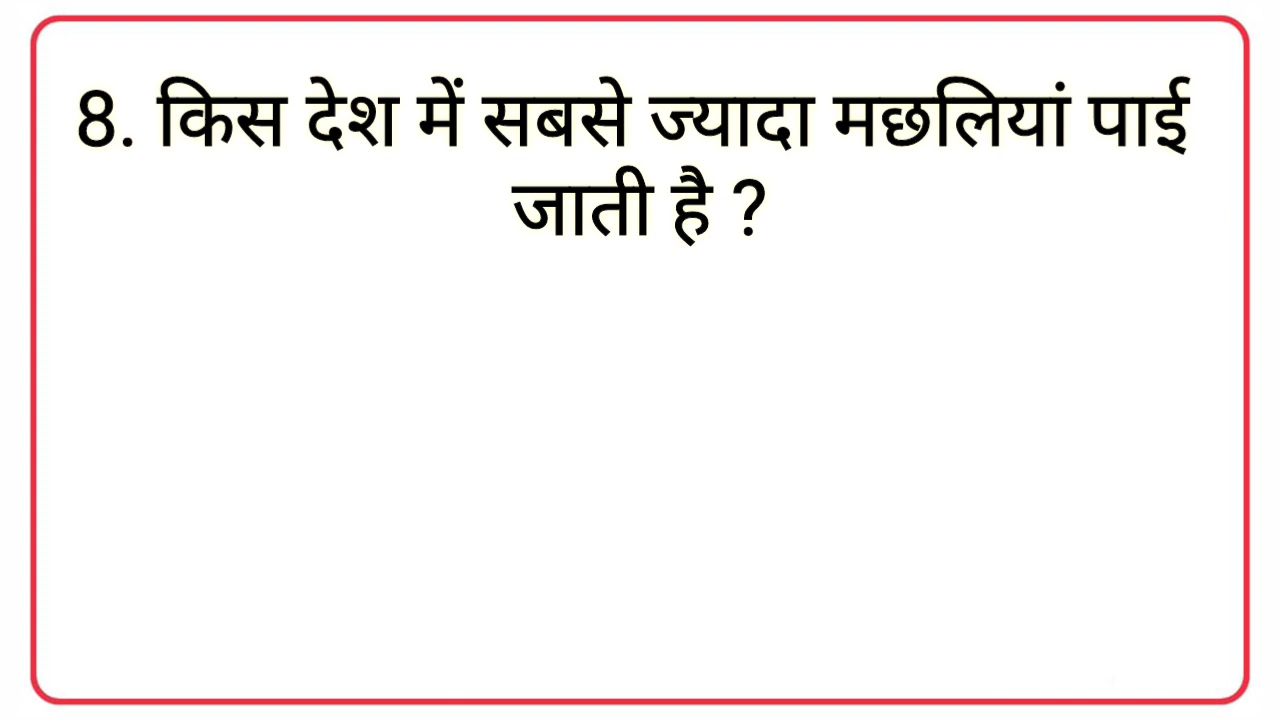 8. किस देश में सबसे ज्यादा मछलियां पाई
जाती है ?